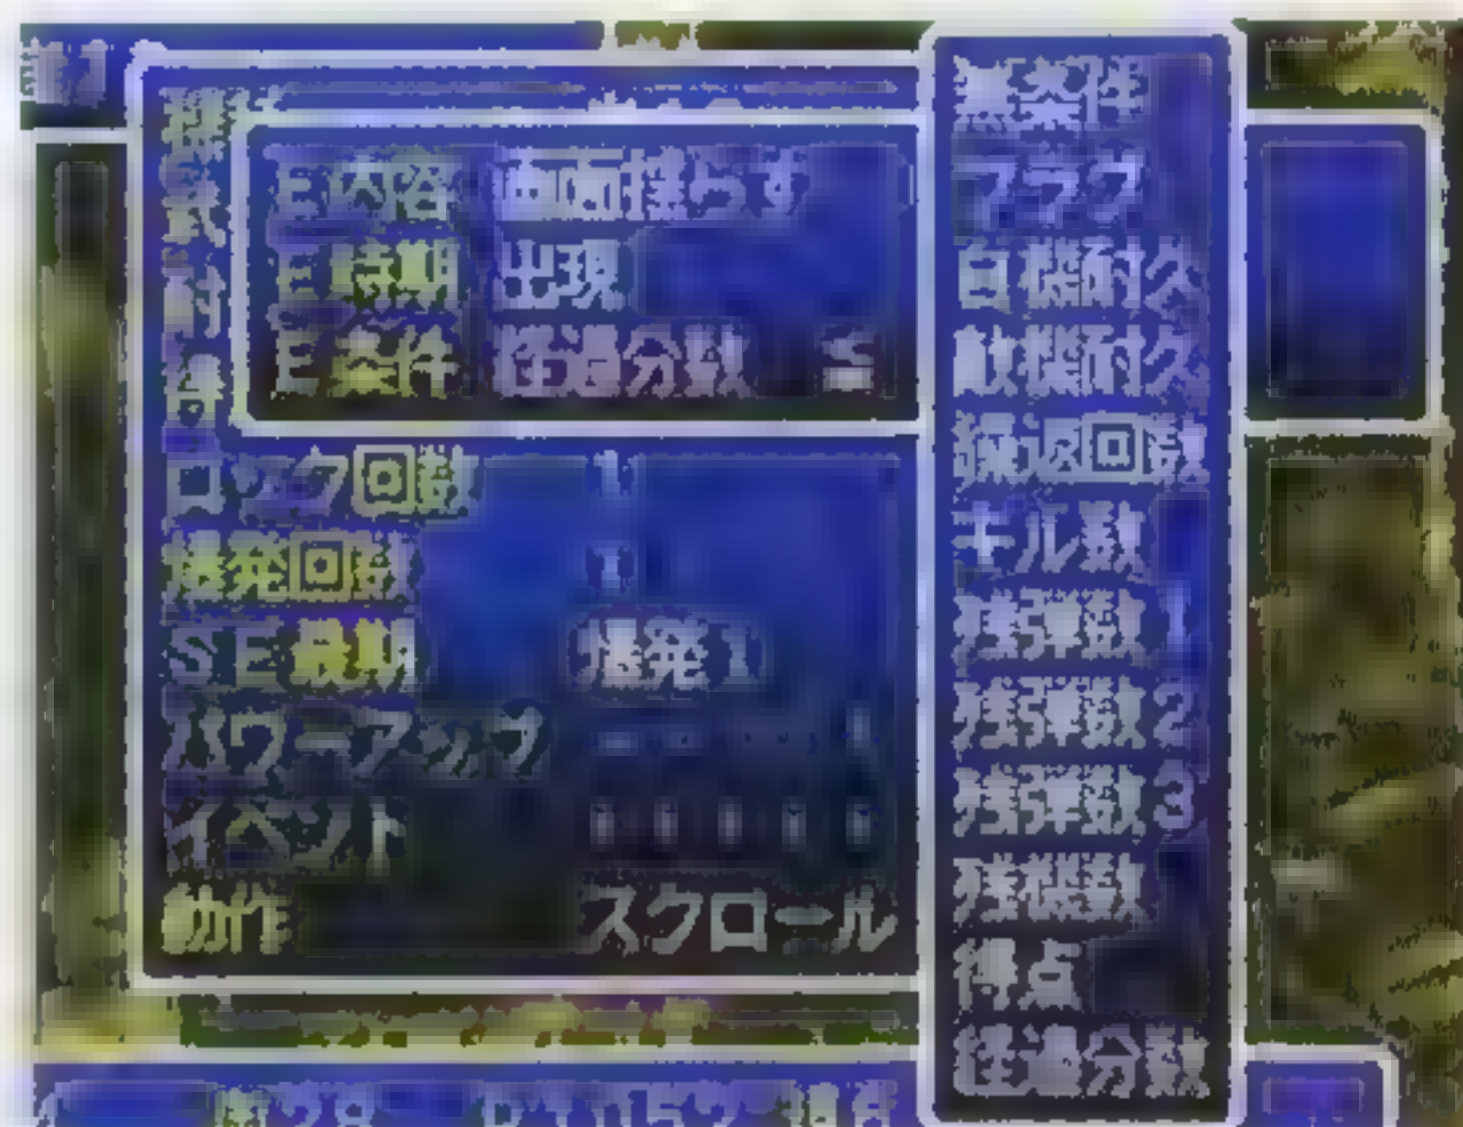 E内容 画面揺らす
E時期 出現
E条件 経過分数 ≦
ロック回数 1
爆発回数
SE最期 爆発1
パワーアップ
イベント
動作 スクロール
無条件
フラグ
自機耐久
敵機耐久
繰返回数
キル数
残弾数1
残弾数2
残弾数3
残機数
得点
経過分数